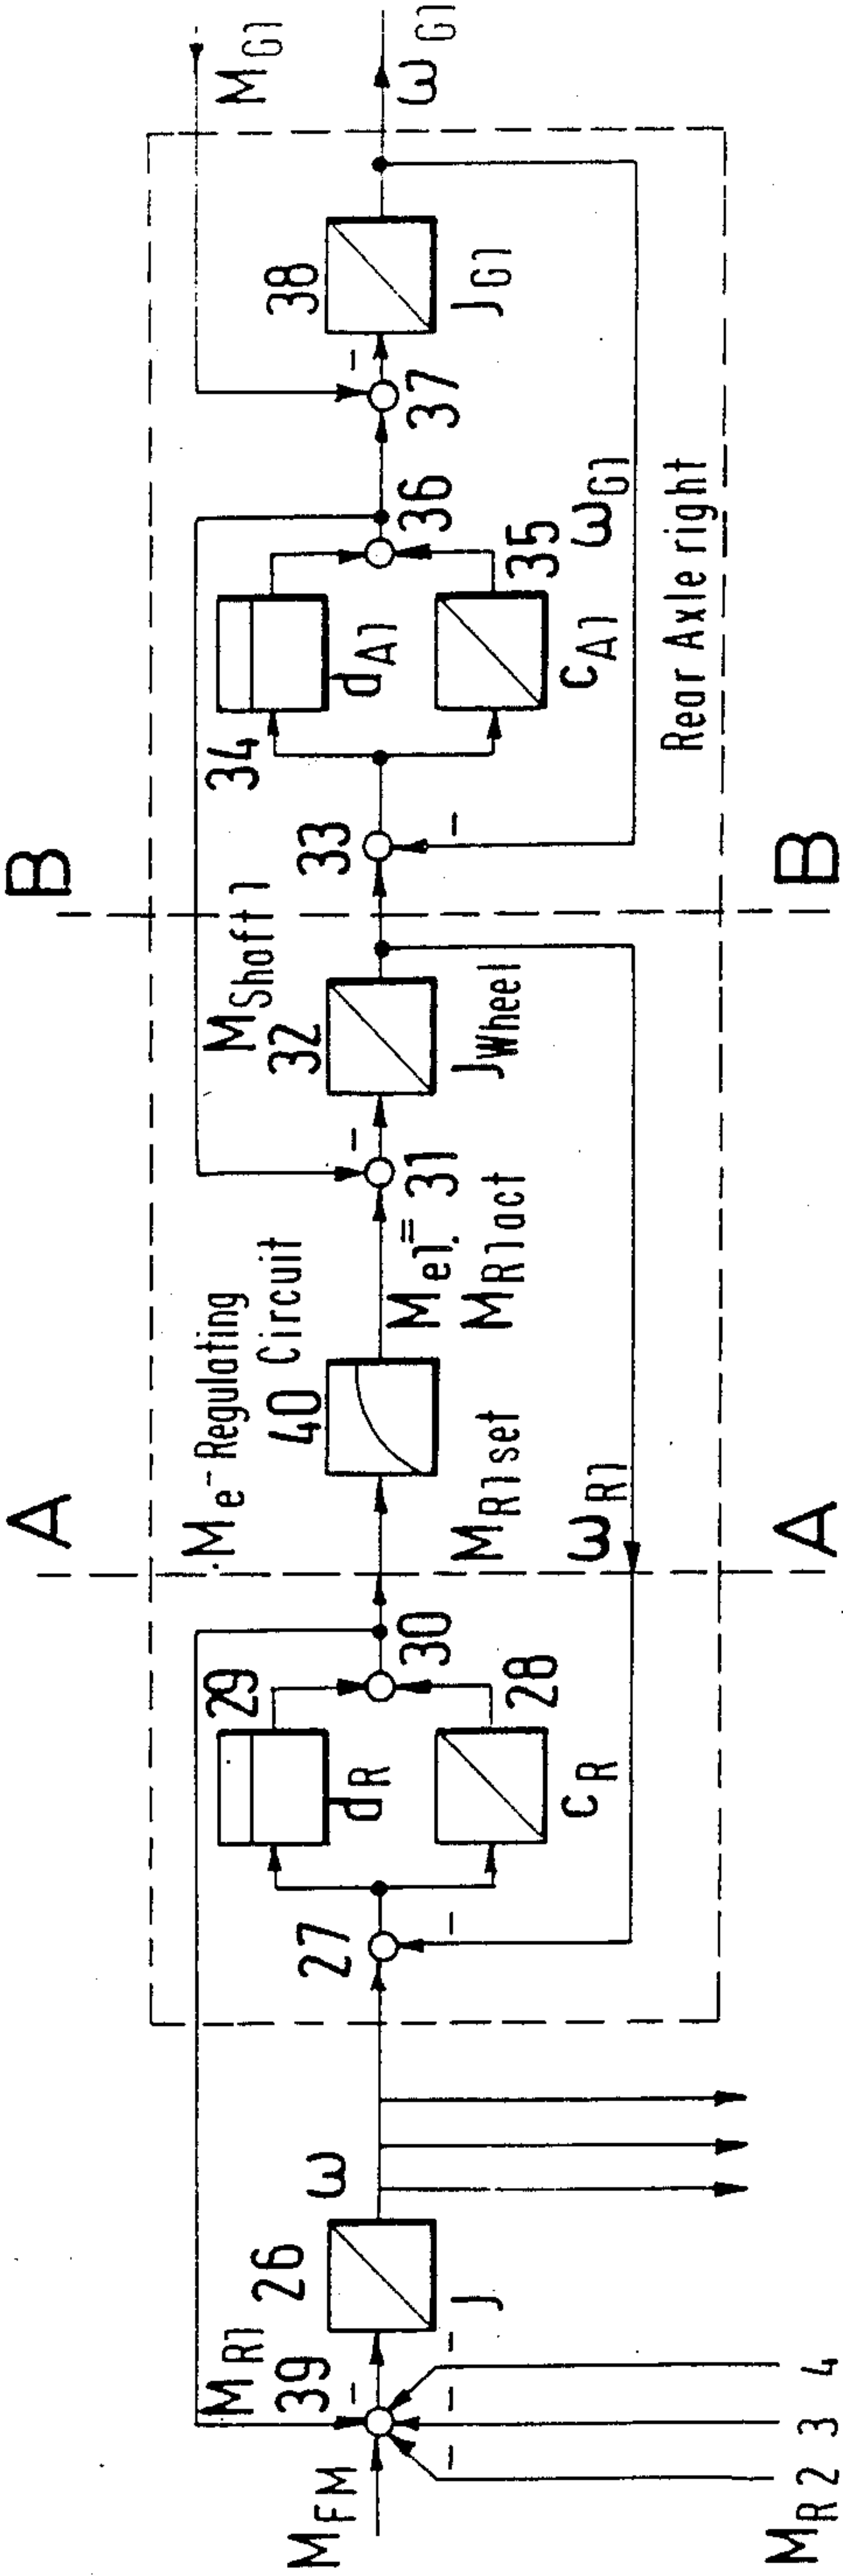 A
B
M_R1
M_e-Regulating
Circuit
M_Shaft 1
M_G1
39
26
ω
27
29
d_R
30
40
31
32
33
34
d_A1
36
37
38
ω_G1
M_FM
J
28
c_R
M_R1set
M_e1 =
M_R1act
J_Wheel
35
c_A1
J_G1
ω_R1
ω_G1
Rear Axle right
M_R 2 3 4
A
B